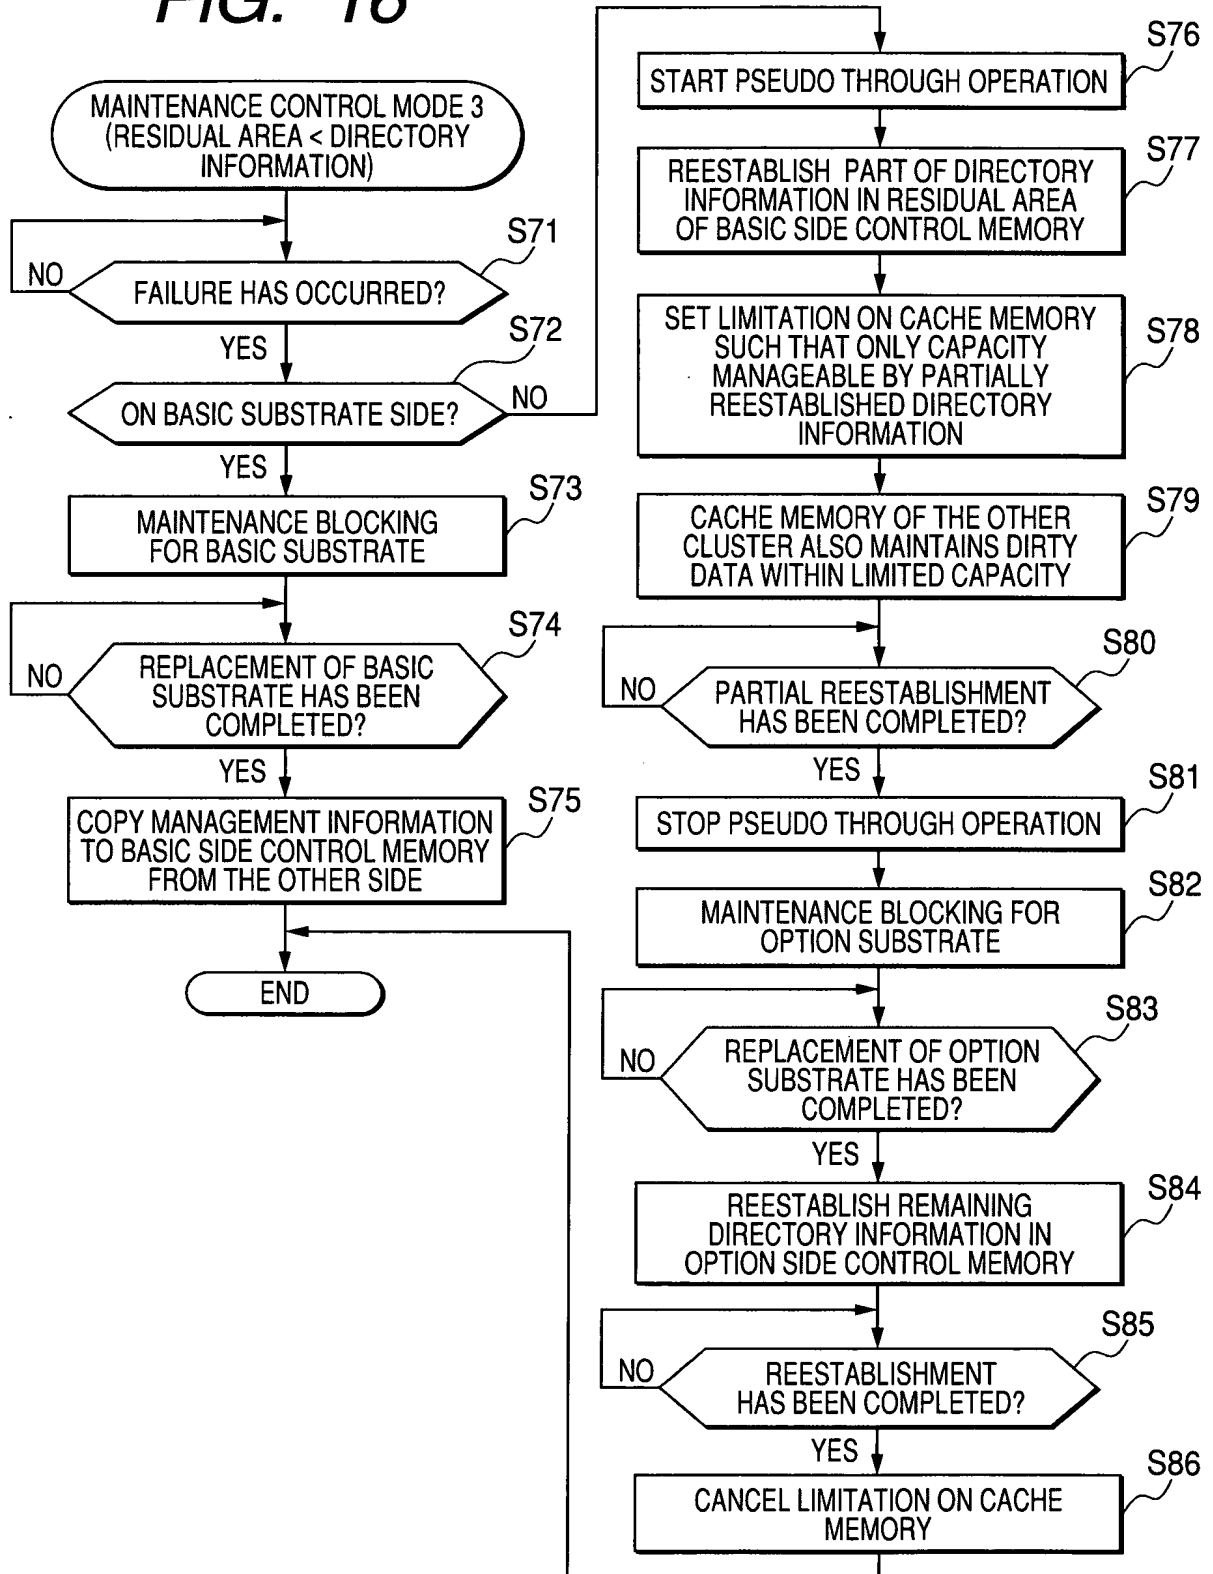 FIG. 16
MAINTENANCE CONTROL MODE 3
(RESIDUAL AREA < DIRECTORY
INFORMATION)
S71
NO
FAILURE HAS OCCURRED?
YES
S72
ON BASIC SUBSTRATE SIDE?
NO
YES
S73
MAINTENANCE BLOCKING
FOR BASIC SUBSTRATE
S74
NO
REPLACEMENT OF BASIC
SUBSTRATE HAS BEEN
COMPLETED?
YES
S75
COPY MANAGEMENT INFORMATION
TO BASIC SIDE CONTROL MEMORY
FROM THE OTHER SIDE
END
S76
START PSEUDO THROUGH OPERATION
S77
REESTABLISH PART OF DIRECTORY
INFORMATION IN RESIDUAL AREA
OF BASIC SIDE CONTROL MEMORY
S78
SET LIMITATION ON CACHE MEMORY
SUCH THAT ONLY CAPACITY
MANAGEABLE BY PARTIALLY
REESTABLISHED DIRECTORY
INFORMATION
S79
CACHE MEMORY OF THE OTHER
CLUSTER ALSO MAINTAINS DIRTY
DATA WITHIN LIMITED CAPACITY
S80
NO
PARTIAL REESTABLISHMENT
HAS BEEN COMPLETED?
YES
S81
STOP PSEUDO THROUGH OPERATION
S82
MAINTENANCE BLOCKING FOR
OPTION SUBSTRATE
S83
NO
REPLACEMENT OF OPTION
SUBSTRATE HAS BEEN
COMPLETED?
YES
S84
REESTABLISH REMAINING
DIRECTORY INFORMATION IN
OPTION SIDE CONTROL MEMORY
S85
NO
REESTABLISHMENT
HAS BEEN COMPLETED?
YES
S86
CANCEL LIMITATION ON CACHE
MEMORY